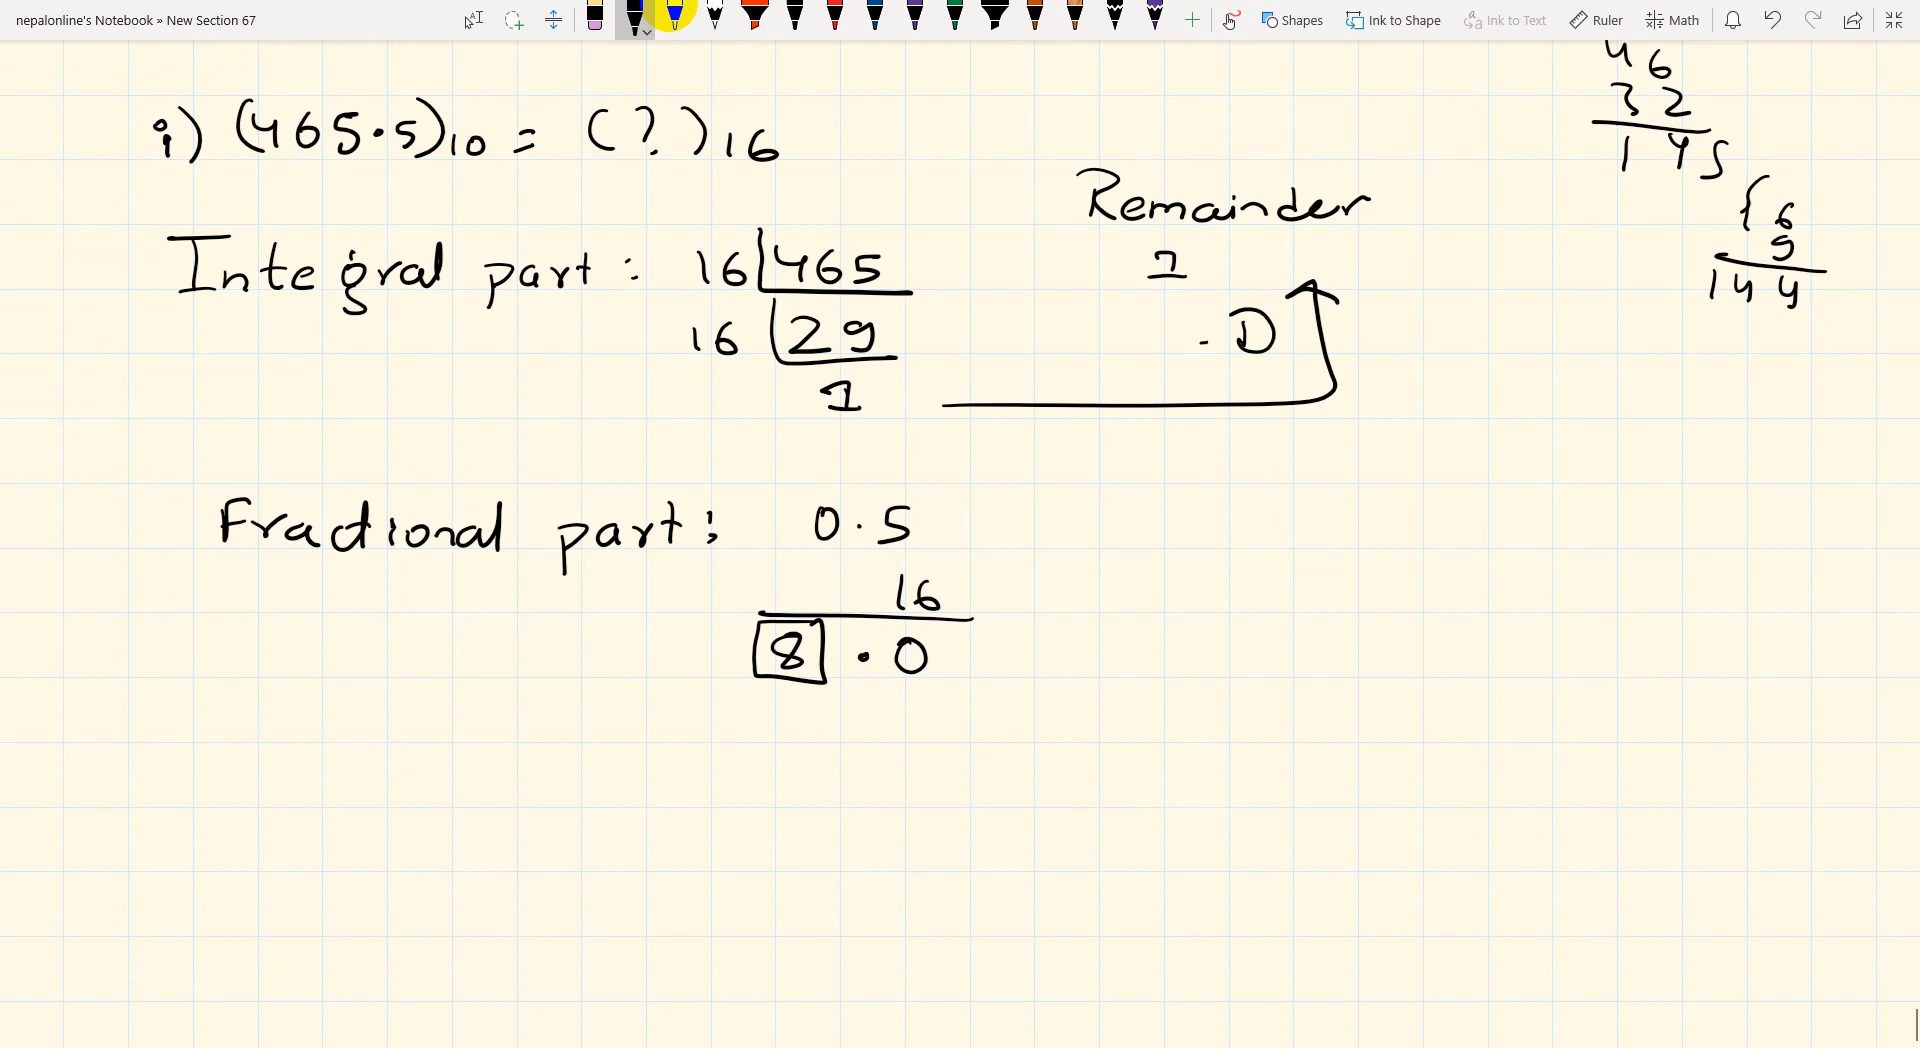 nepalonline's Notebook » New Section 67
Shapes Ink to Shape Ink to Text Ruler Math
i) (465.5)10 = (?)16
46
32
145
16
9
144
Remainder
Integral part: 16 465 1
16 29 - D
1
Fractional part: 0.5
16
8 . 0